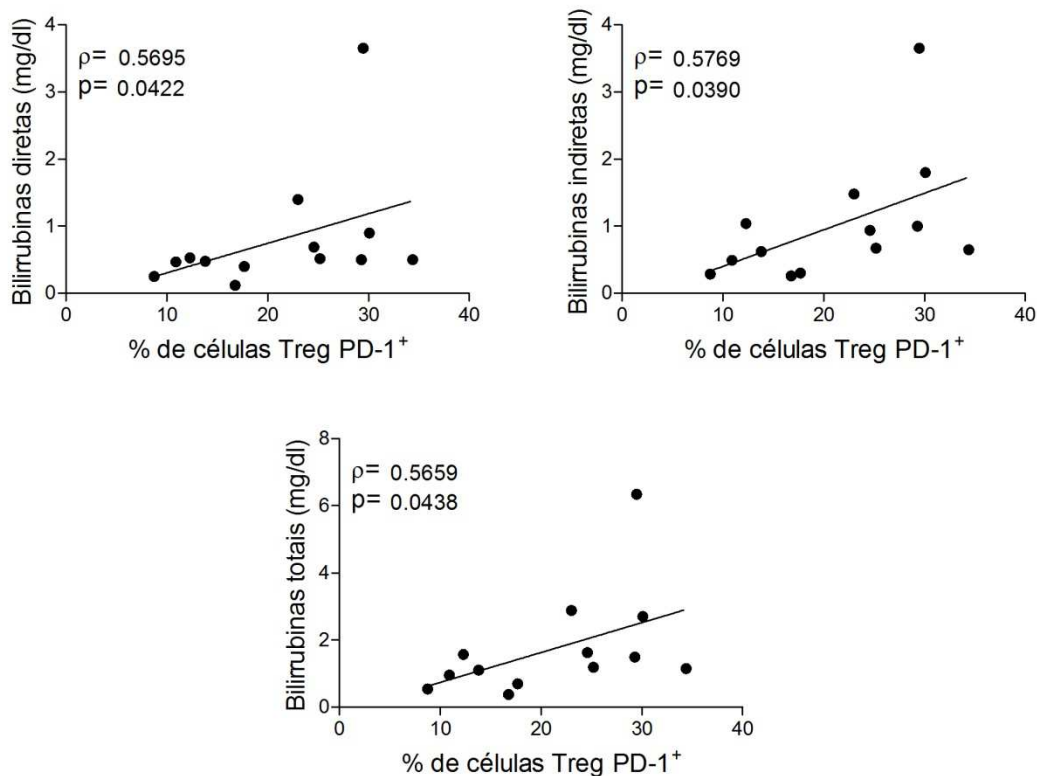 Bilirrubinas diretas (mg/dl)
4
3
2
1
0
ρ= 0.5695
p= 0.0422
0 10 20 30 40
% de células Treg PD-1⁺
Bilirrubinas indiretas (mg/dl)
4
3
2
1
0
ρ= 0.5769
p= 0.0390
0 10 20 30 40
% de células Treg PD-1⁺
Bilirrubinas totais (mg/dl)
8
6
4
2
0
ρ= 0.5659
p= 0.0438
0 10 20 30 40
% de células Treg PD-1⁺